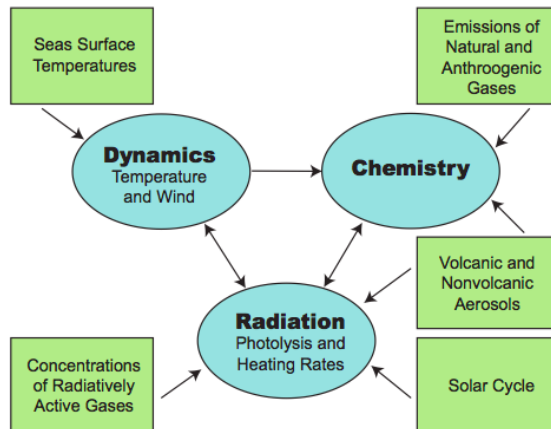 Seas Surface
Temperatures
Emissions of
Natural and
Anthroogenic
Gases
Dynamics
Temperature
and Wind
Chemistry
Volcanic and
Nonvolcanic
Aerosols
Radiation
Photolysis and
Heating Rates
Concentrations
of Radiatively
Active Gases
Solar Cycle